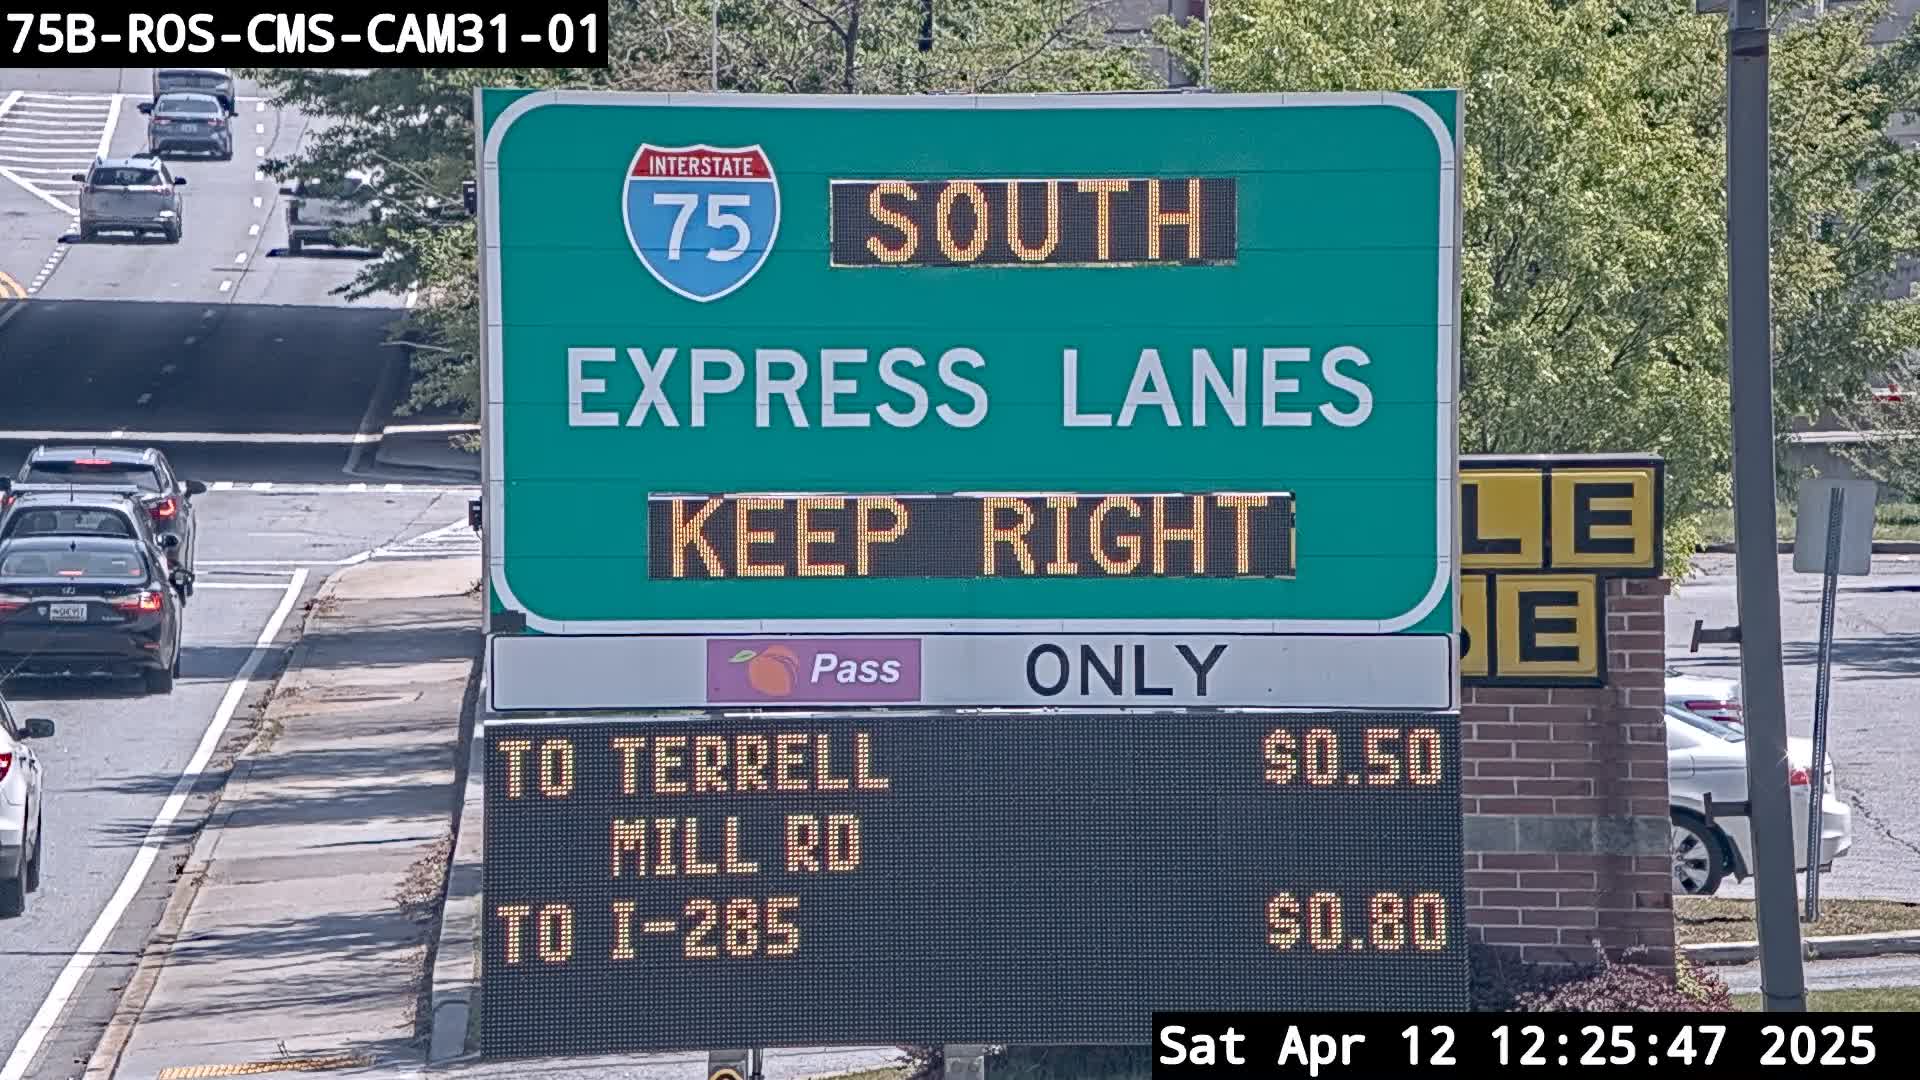 75B-ROS-CMS-CAM31-01
INTERSTATE
75
SOUTH
EXPRESS LANES
KEEP RIGHT
LE
E
Pass ONLY
TO TERRELL $0.50
MILL RD
TO I-285 $0.80
Sat Apr 12 12:25:47 2025